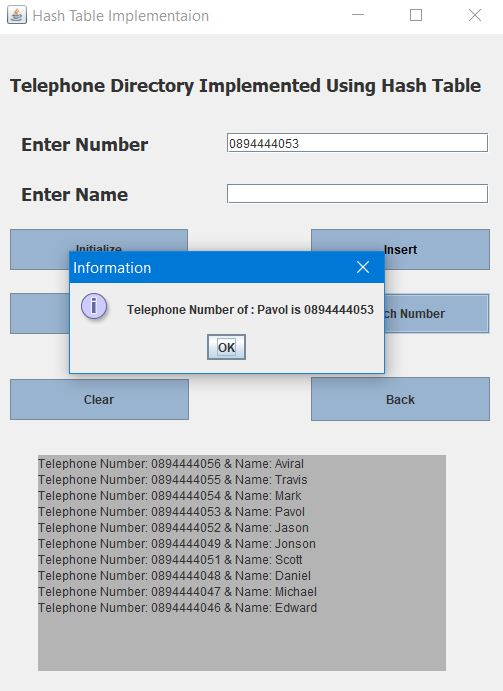 Hash Table Implementaion
Telephone Directory Implemented Using Hash Table
Enter Number
0894444053
Enter Name
Insert
Information
Telephone Number of : Pavol is 0894444053
Number
OK
Clear
Back
Telephone Number: 0894444056 & Name: Aviral
Telephone Number: 0894444055 & Name: Travis
Telephone Number: 0894444054 & Name: Mark
Telephone Number: 0894444053 & Name: Pavol
Telephone Number: 0894444052 & Name: Jason
Telephone Number: 0894444049 & Name: Jonson
Telephone Number: 0894444051 & Name: Scott
Telephone Number: 0894444048 & Name: Daniel
Telephone Number: 0894444047 & Name: Michael
Telephone Number: 0894444046 & Name: Edward